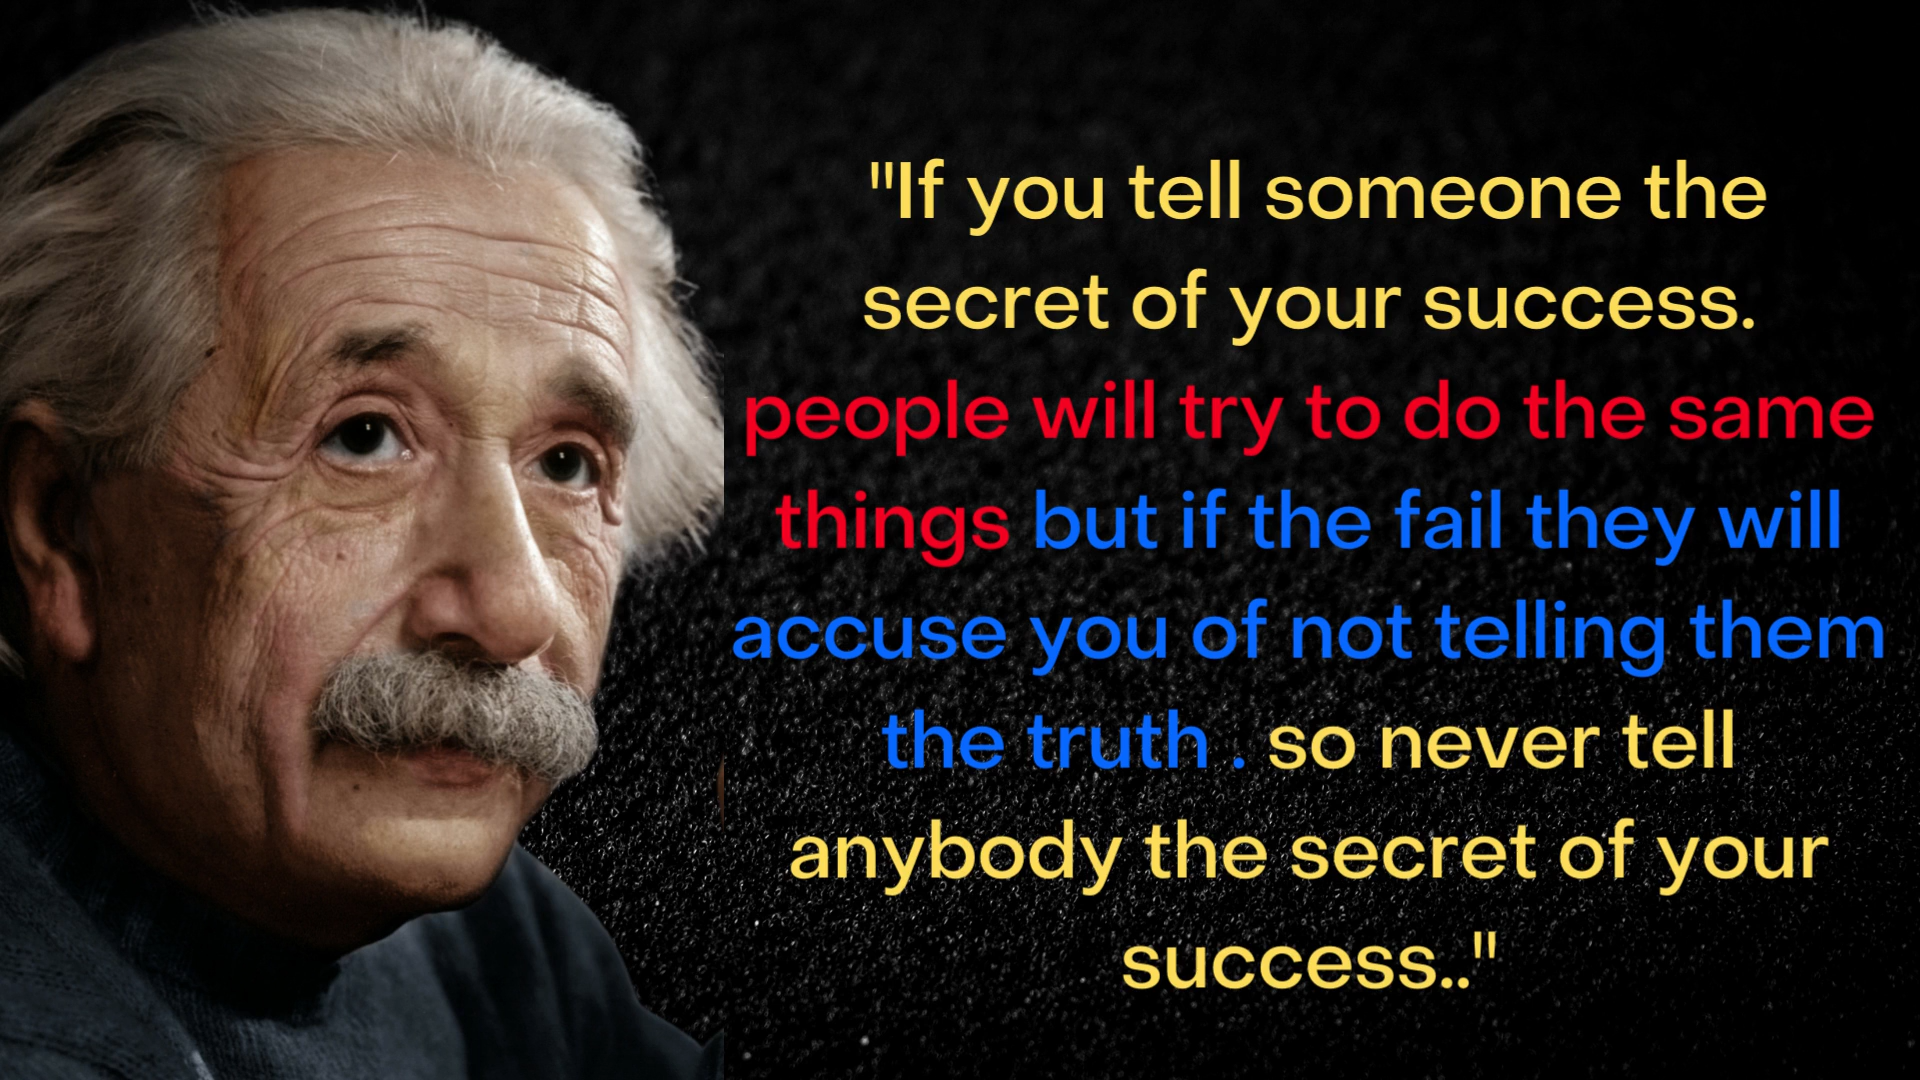 "If you tell someone the
secret of your success.
people will try to do the same
things but if the fail they will
accuse you of not telling them
the truth . so never tell
anybody the secret of your
success.."